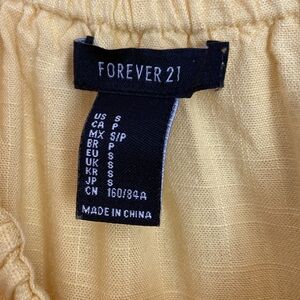 FOREVER 21
US S
CA P
MX S/P
BR P
EU S
UK S
KR S
JP S
CN 160/84A
MADE IN CHINA